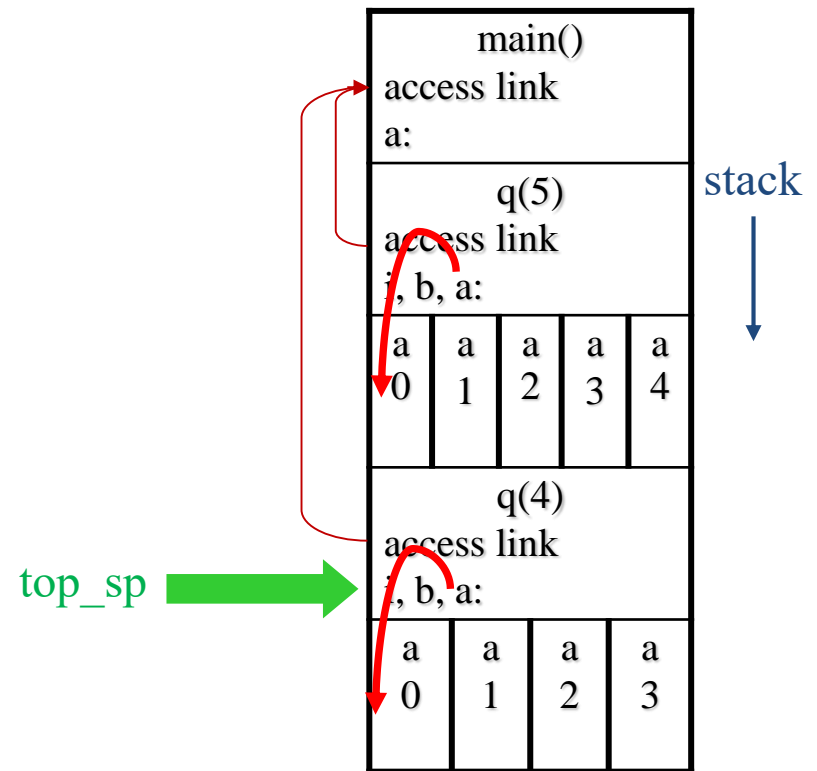 main()
access link
a:
stack
q(5)
access link
i, b, a:
a a a a a
0 1 2 3 4
q(4)
access link
top_sp
i, b, a:
a a a a
0 1 2 3